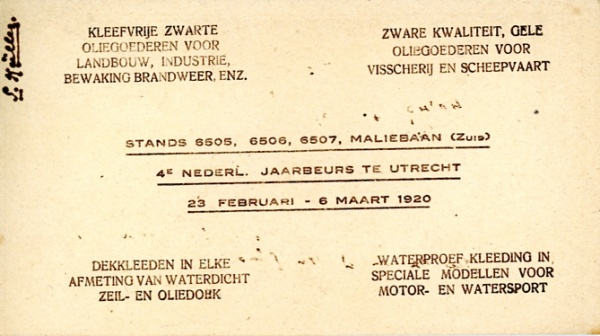 KLEEFVRIJE ZWARTE
OLIEGOEDEREN VOOR
LANDBOUW, INDUSTRIE,
BEWAKING BRANDWEER, ENZ.
ZWARE KWALITEIT, GELE
OLIEGOEDEREN VOOR
VISSCHERIJ EN SCHEEPVAART
STANDS 6505, 6506, 6507, MALIEBAAN (Zuid)
4E NEDERL. JAARBEURS TE UTRECHT
23 FEBRUARI - 6 MAART 1920
DEKKLEEDEN IN ELKE
AFMETING VAN WATERDICHT
ZEIL- EN OLIEDOEK
WATERPROEF KLEEDING IN
SPECIALE MODELLEN VOOR
MOTOR- EN WATERSPORT